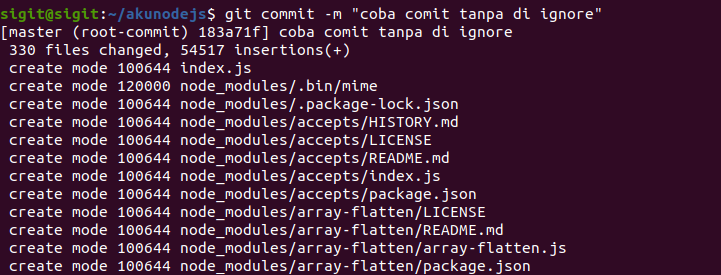 sigit@sigit:~/akunodejs$ git commit -m "coba comit tanpa di ignore"
[master (root-commit) 183a71f] coba comit tanpa di ignore
 330 files changed, 54517 insertions(+)
 create mode 100644 index.js
 create mode 120000 node_modules/.bin/mime
 create mode 100644 node_modules/.package-lock.json
 create mode 100644 node_modules/accepts/HISTORY.md
 create mode 100644 node_modules/accepts/LICENSE
 create mode 100644 node_modules/accepts/README.md
 create mode 100644 node_modules/accepts/index.js
 create mode 100644 node_modules/accepts/package.json
 create mode 100644 node_modules/array-flatten/LICENSE
 create mode 100644 node_modules/array-flatten/README.md
 create mode 100644 node_modules/array-flatten/array-flatten.js
 create mode 100644 node_modules/array-flatten/package.json